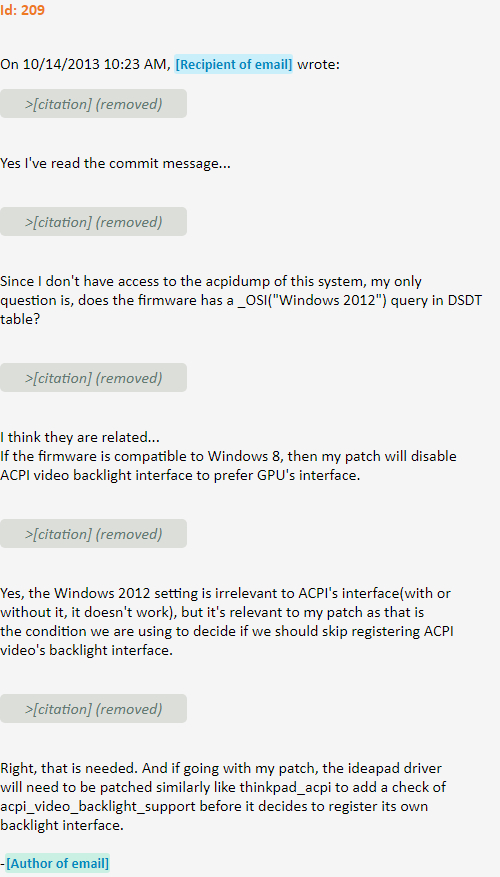 Id: 209
On 10/14/2013 10:23 AM, [Recipient of email] wrote:
>[citation] (removed)
Yes I've read the commit message...
>[citation] (removed)
Since I don't have access to the acpidump of this system, my only
question is, does the firmware has a _OSI("Windows 2012") query in DSDT
table?
>[citation] (removed)
I think they are related...
If the firmware is compatible to Windows 8, then my patch will disable
ACPI video backlight interface to prefer GPU's interface.
>[citation] (removed)
Yes, the Windows 2012 setting is irrelevant to ACPI's interface(with or
without it, it doesn't work), but it's relevant to my patch as that is
the condition we are using to decide if we should skip registering ACPI
video's backlight interface.
>[citation] (removed)
Right, that is needed. And if going with my patch, the ideapad driver
will need to be patched similarly like thinkpad_acpi to add a check of
acpi_video_backlight_support before it decides to register its own
backlight interface.
-[Author of email]